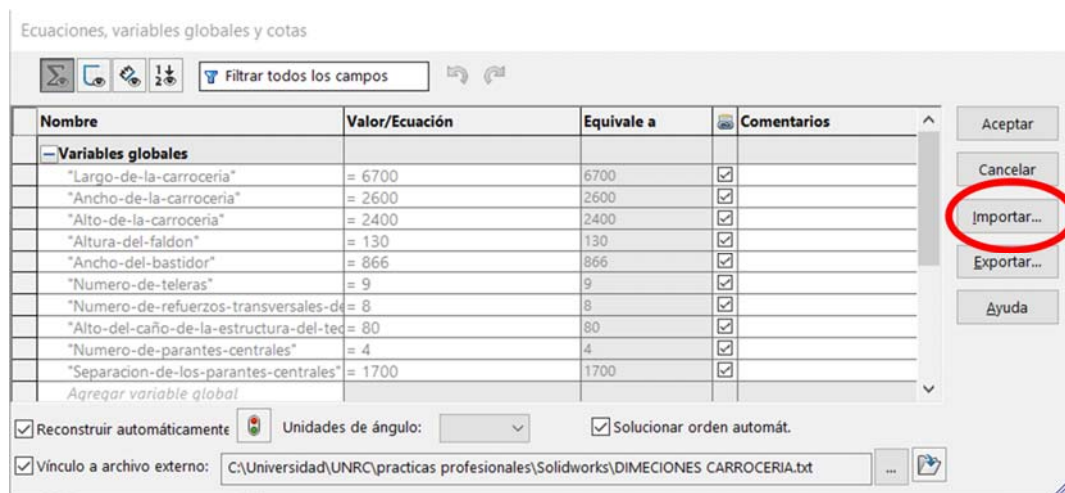 Ecuaciones, variables globales y cotas
Filtrar todos los campos
Nombre Valor/Ecuación Equivale a Comentarios
Variables globales
"Largo-de-la-carroceria" = 6700 6700
"Ancho-de-la-carroceria" = 2600 2600
"Alto-de-la-carroceria" = 2400 2400
"Altura-del-faldon" = 130 130
"Ancho-del-bastidor" = 866 866
"Numero-de-teleras" = 9 9
"Numero-de-refuerzos-transversales-de = 8 8
"Alto-del-caño-de-la-estructura-del-tec = 80 80
"Numero-de-parantes-centrales" = 4 4
"Separacion-de-los-parantes-centrales" = 1700 1700
Agregar variable global
Aceptar
Cancelar
Importar...
Exportar...
Ayuda
Reconstruir automáticamente Unidades de ángulo: Solucionar orden automát.
Vínculo a archivo externo: C:\Universidad\UNRC\practicas profesionales\Solidworks\DIMECIONES CARROCERIA.txt ...